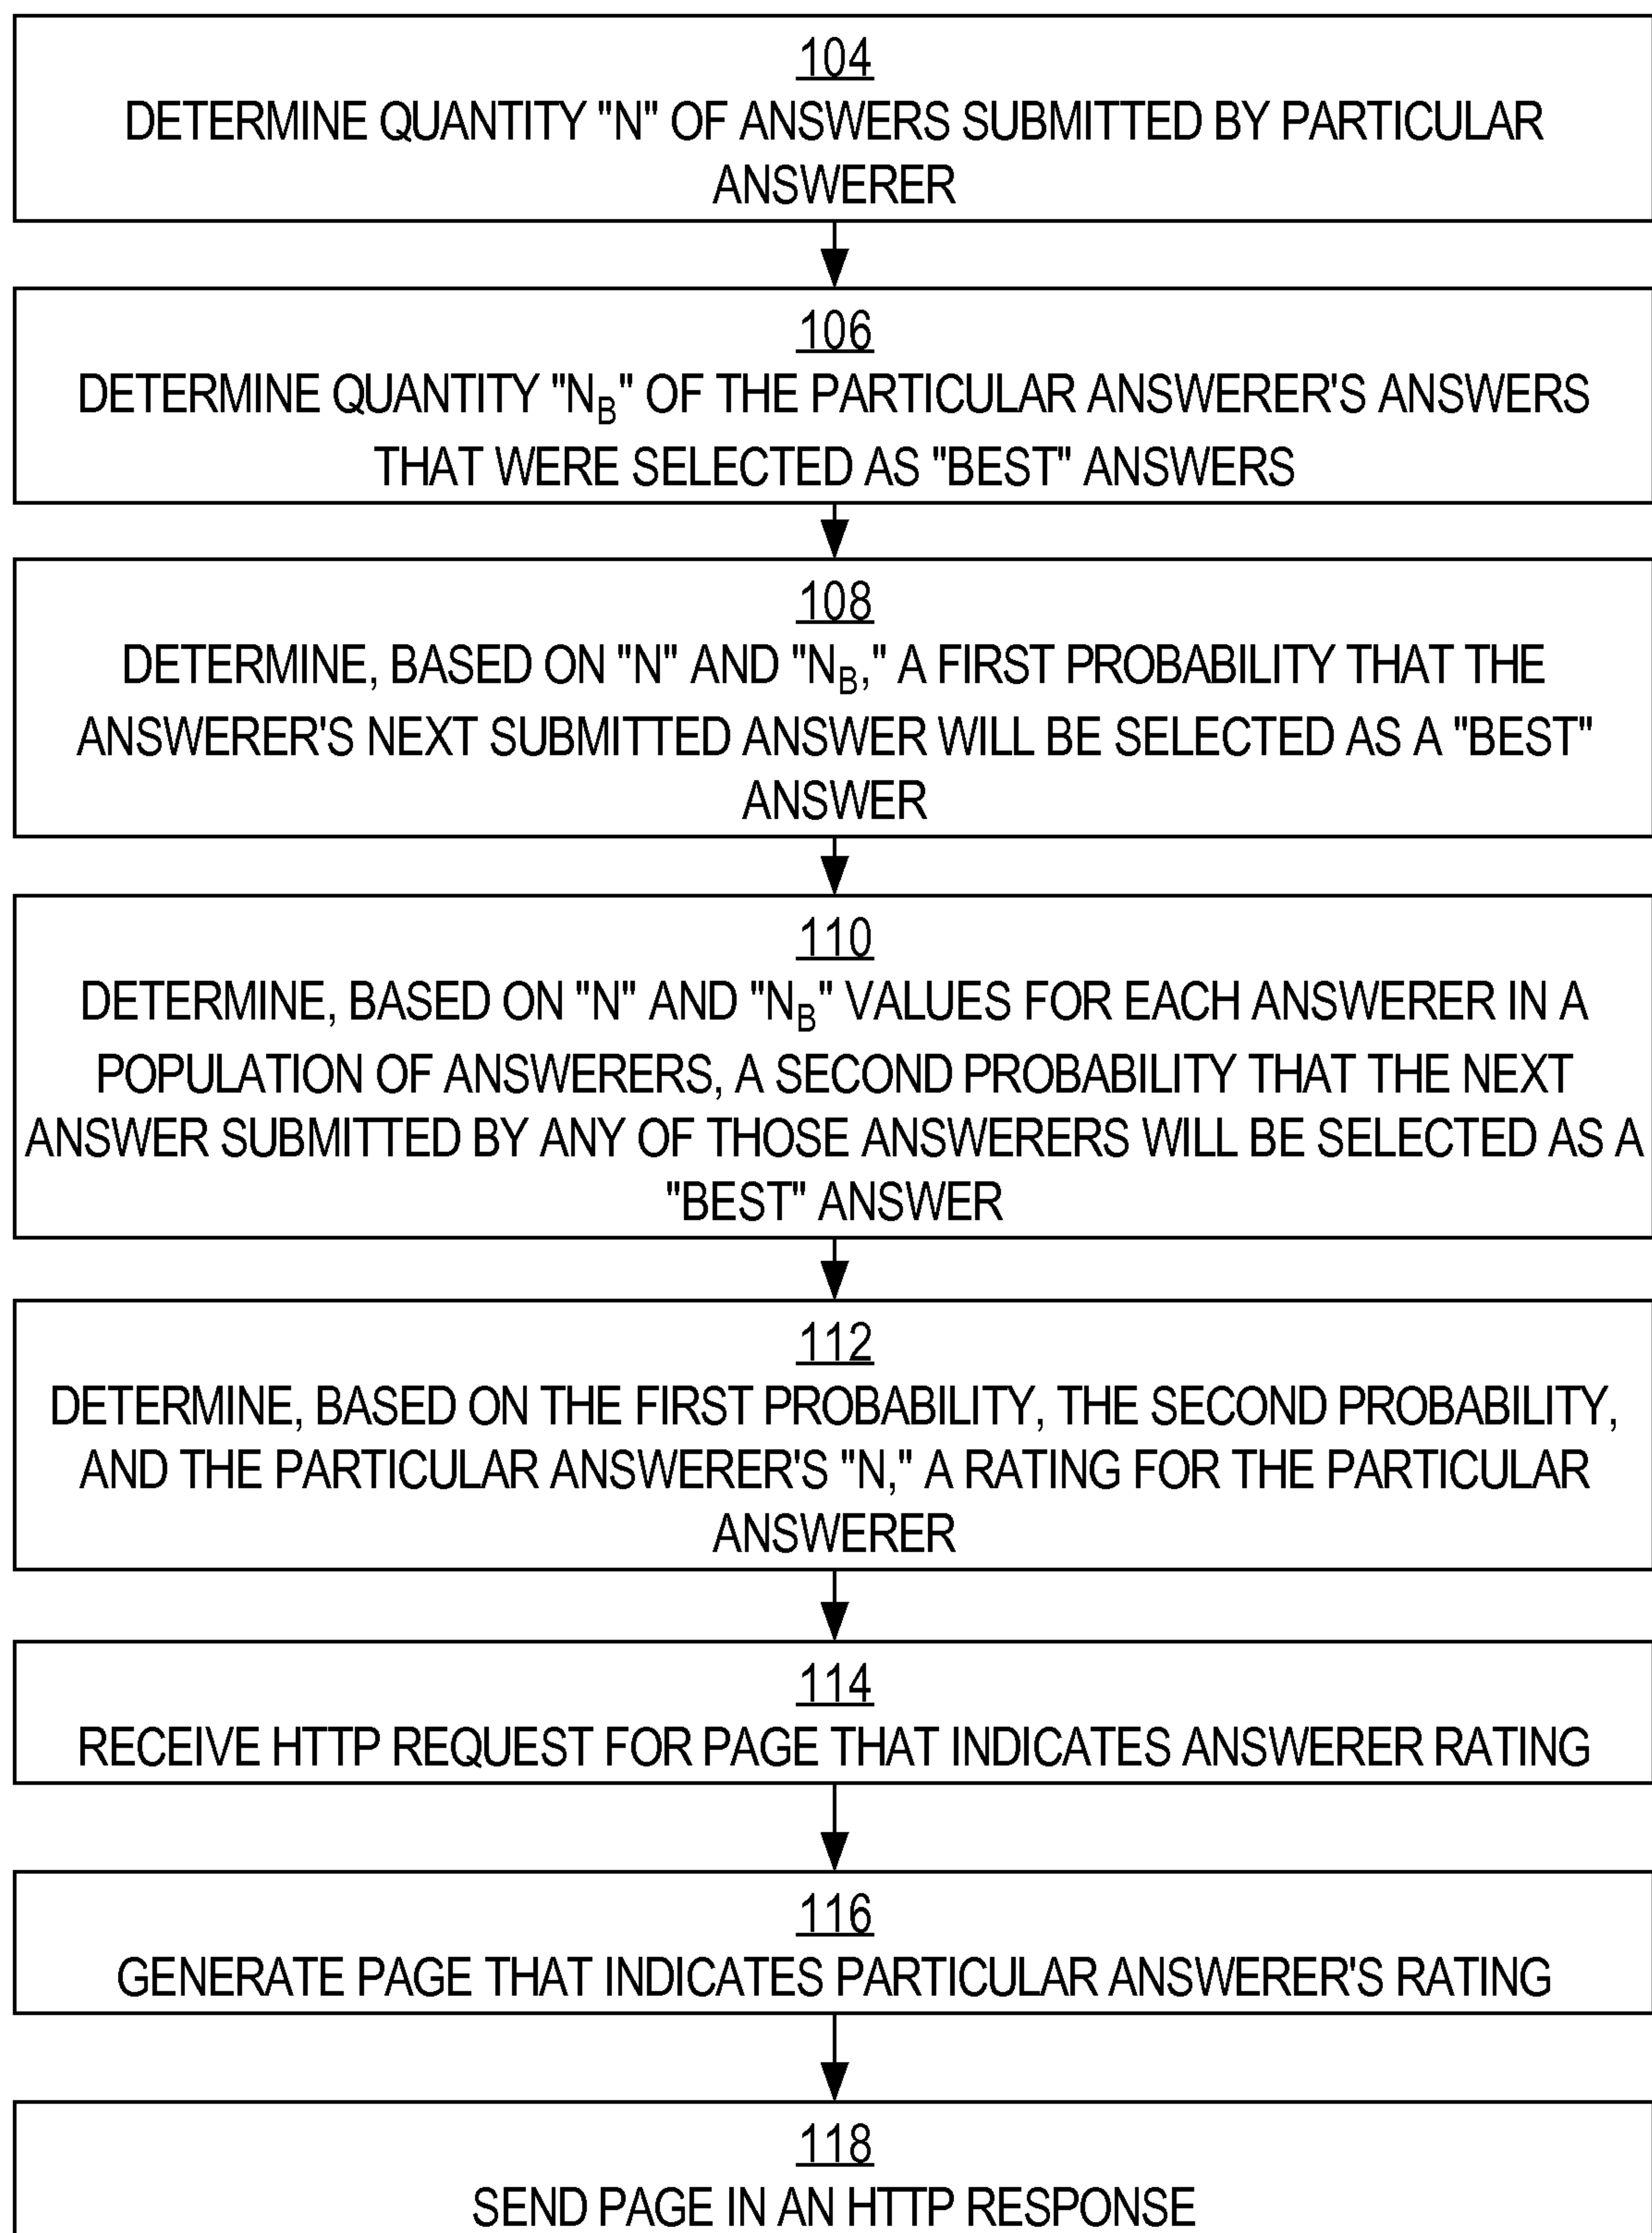 104
DETERMINE QUANTITY "N" OF ANSWERS SUBMITTED BY PARTICULAR
ANSWERER
106
DETERMINE QUANTITY "N_B" OF THE PARTICULAR ANSWERER'S ANSWERS
THAT WERE SELECTED AS "BEST" ANSWERS
108
DETERMINE, BASED ON "N" AND "N_B," A FIRST PROBABILITY THAT THE
ANSWERER'S NEXT SUBMITTED ANSWER WILL BE SELECTED AS A "BEST"
ANSWER
110
DETERMINE, BASED ON "N" AND "N_B" VALUES FOR EACH ANSWERER IN A
POPULATION OF ANSWERERS, A SECOND PROBABILITY THAT THE NEXT
ANSWER SUBMITTED BY ANY OF THOSE ANSWERERS WILL BE SELECTED AS A
"BEST" ANSWER
112
DETERMINE, BASED ON THE FIRST PROBABILITY, THE SECOND PROBABILITY,
AND THE PARTICULAR ANSWERER'S "N," A RATING FOR THE PARTICULAR
ANSWERER
114
RECEIVE HTTP REQUEST FOR PAGE THAT INDICATES ANSWERER RATING
116
GENERATE PAGE THAT INDICATES PARTICULAR ANSWERER'S RATING
118
SEND PAGE IN AN HTTP RESPONSE